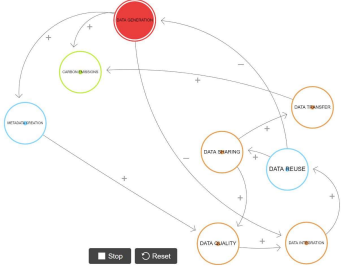 DATA GENERATION
+
+
CARBON EMISSIONS
−
+
DATA TRANSFER
METADATA CREATION
+
DATA SHARING
+
−
DATA REUSE
+
+
+
DATA QUALITY
+
DATA INTEGRATION
Stop
Reset